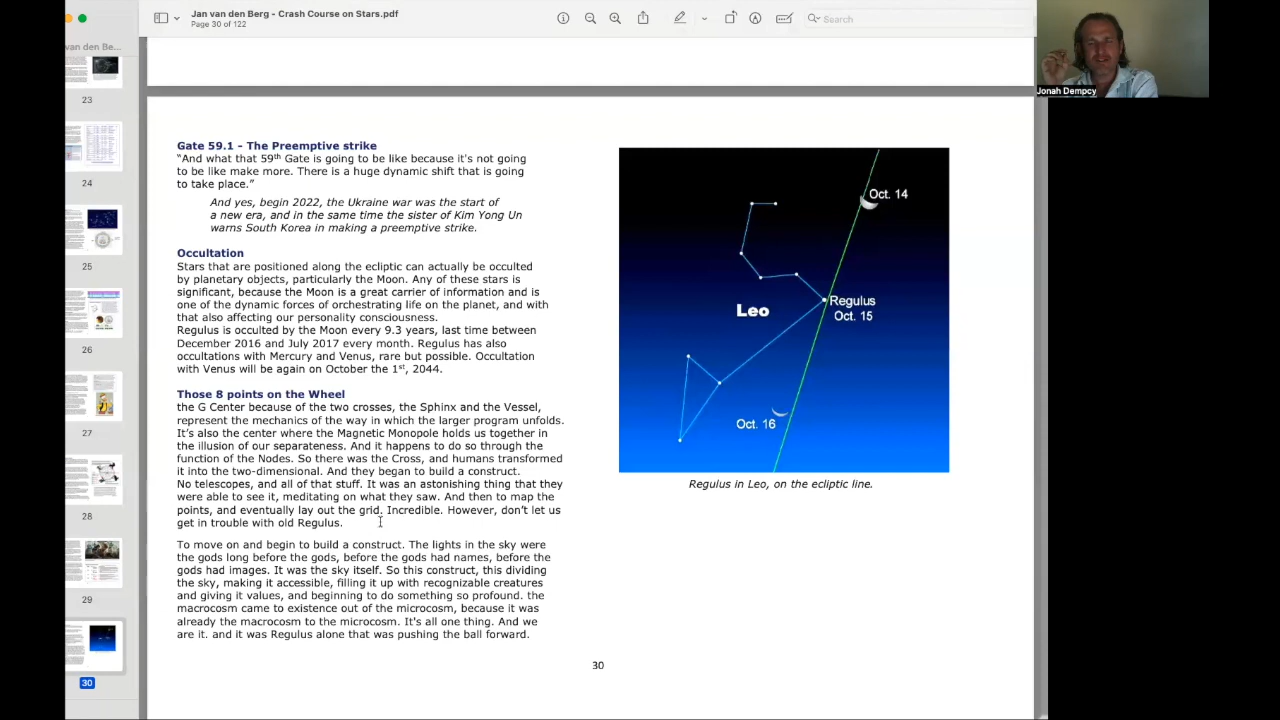 Jan van den Berg - Crash Course on Stars.pdf
Page 30 of 122
Search
van den Be...
23
24
25
26
27
28
29
30
Jonah Dempcy
Gate 59.1 - The Preemptive strike
“And what that 59th Gate is going to be like because it's not going
to be like make more. There is a huge dynamic shift that is going
to take place.”
And yes, begin 2022, the Ukraine war was the start of
a new era, and in the same time the sister of Kim Yong
warns South Korea in seeing a preemptive strike.
Occultation
Stars that are positioned along the ecliptic can actually be occulted
by planetary objects, particularly the Moon. Any of these stars is
significant, because the Moon is a great carrier of information, it is
one of the deep forces of orchestrating life on the planet and with
that also affecting our personality consciousness.
Regulus is occulted by the Moon every 9.3 years, last time between
December 2016 and July 2017 every month. Regulus has also
occultations with Mercury and Venus, rare but possible. Occultation
with Venus will be again on October the 1st, 2044.
Those 8 points on the Wheel
the G Center because of the two crosses, the Sphinx and the Vessel,
represent the mechanics of the way in which the larger program unfolds.
It’s also the center where the Magnetic Monopole holds us together in
the illusion of our separateness. And it happens to do so through the
function of the Nodes. So there was the Cross, and humans transformed
it into the two-dimensional. And they began to build a construct.
No telescopes, and all of that. It was as an amazing thing that they
were able to see it, meditating on what they saw. And then set up the
points, and eventually lay out the grid. Incredible. However, don’t let us
get in trouble with old Regulus.
To move on and begin to build a construct. The lights in the sky were
the gods long before the gods, before the gods had names, before the
gods had images. It was the stuff. So the construct, this dividing
the sky, made it accessible, filling it up with recognizable creatures
and giving it values, and beginning to do something so profound. the
macrocosm came to existence out of the microcosm, because it was
already the macrocosm to the microcosm. It’s all one thing and we
are it. and so for Regulus to go, it was part of the ballgame and.
Oct. 14
Regulus
Oct. 15
Leo
Oct. 16
Regulus in Leo on the ecliptic line.
30